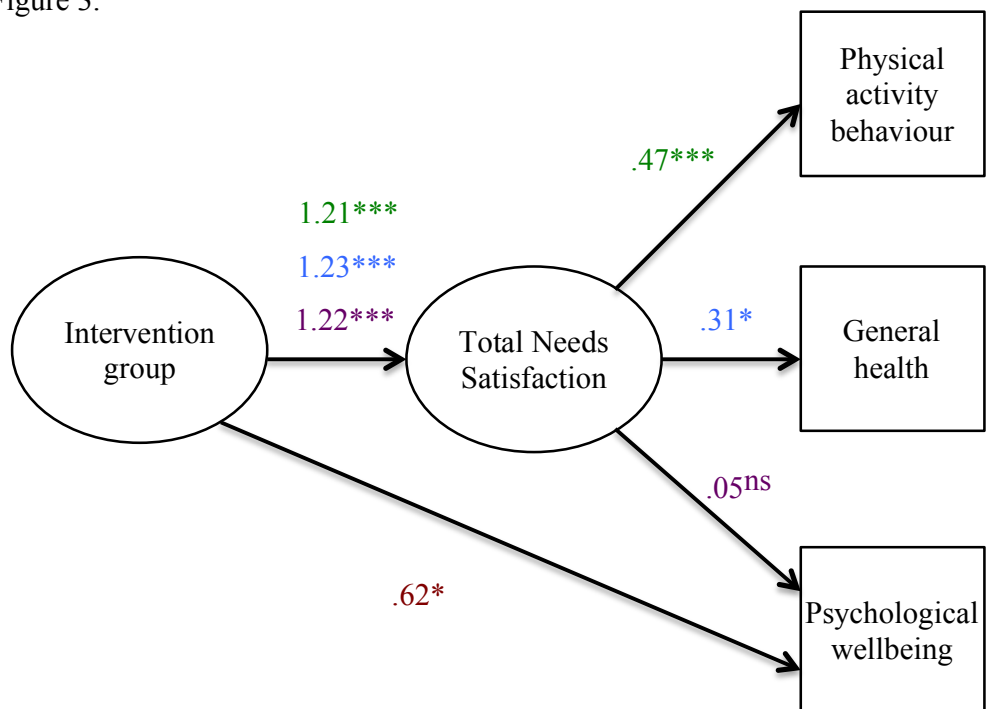 Figure 3.
Physical
activity
behaviour
.47***
1.21***
1.23***
1.22***
Intervention
group
Total Needs
Satisfaction
.31*
General
health
.05ns
.62*
Psychological
wellbeing